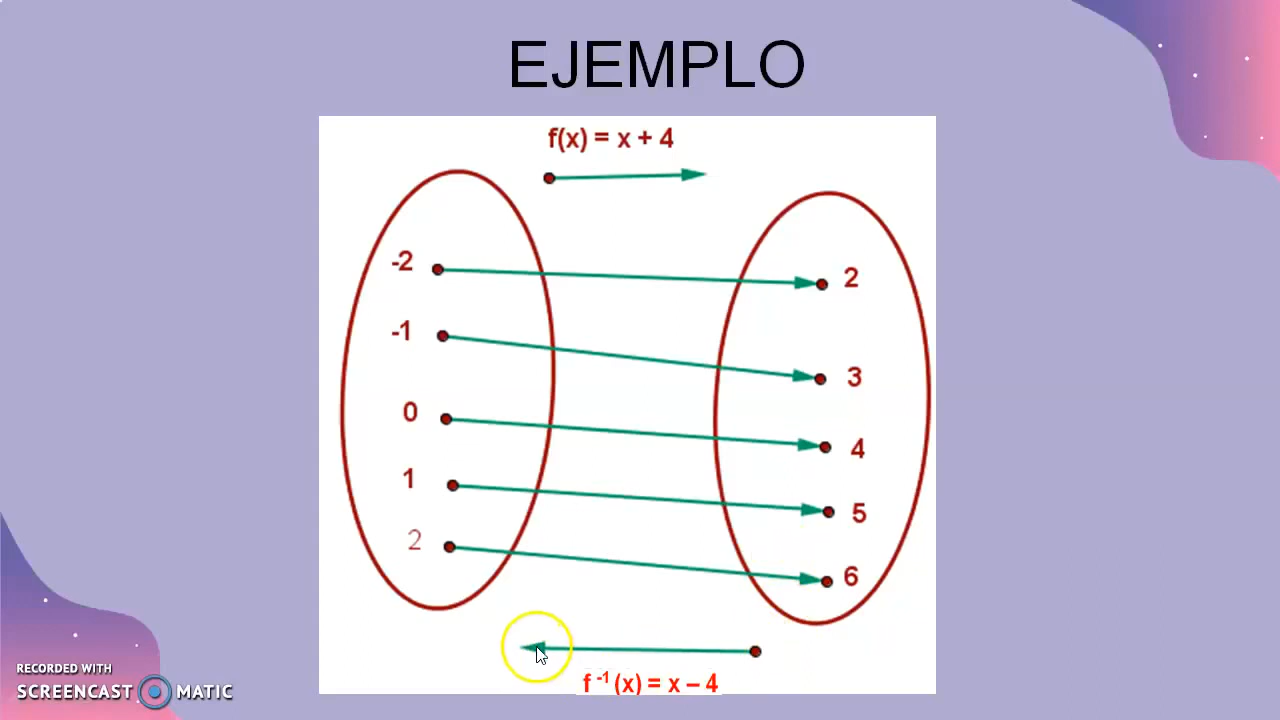 EJEMPLO
f(x) = x + 4
-2
2
-1
3
0
4
1
5
2
6
f⁻¹(x) = x – 4
RECORDED WITH
SCREENCAST MATIC